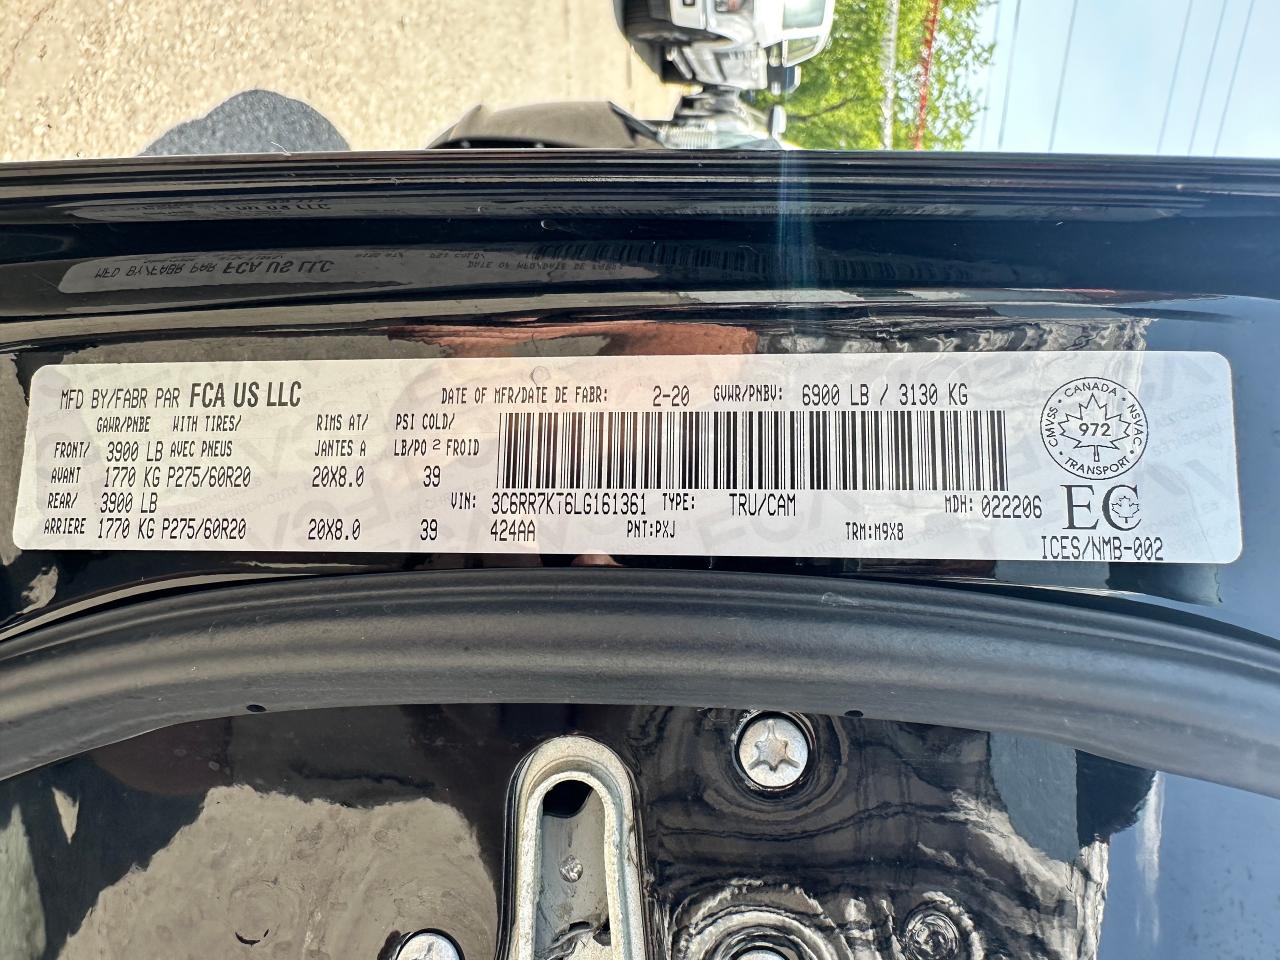 MFD BY/FABR PAR FCA US LLC DATE OF MFR/DATE DE FABR: 2-20 GVWR/PNBV: 6900 LB / 3130 KG
GAWR/PNBE WITH TIRES/ RIMS AT/ PSI COLD/
FRONT/ 3900 LB AVEC PNEUS JANTES A LB/PO 2 FROID
AVANT 1770 KG P275/60R20 20X8.0 39
REAR/ 3900 LB VIN: 3C6RR7KT6LG161361 TYPE: TRU/CAM MDH: 022206
ARRIERE 1770 KG P275/60R20 20X8.0 39 424AA PNT:PXJ TRM:M9X8
CANADA
CMVSS 972 NSVAC
TRANSPORT
EC
ICES/NMB-002